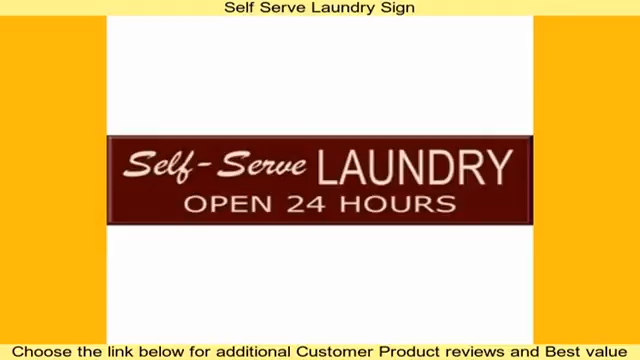 Self Serve Laundry Sign
Self-Serve LAUNDRY
OPEN 24 HOURS
Choose the link below for additional Customer Product reviews and Best value